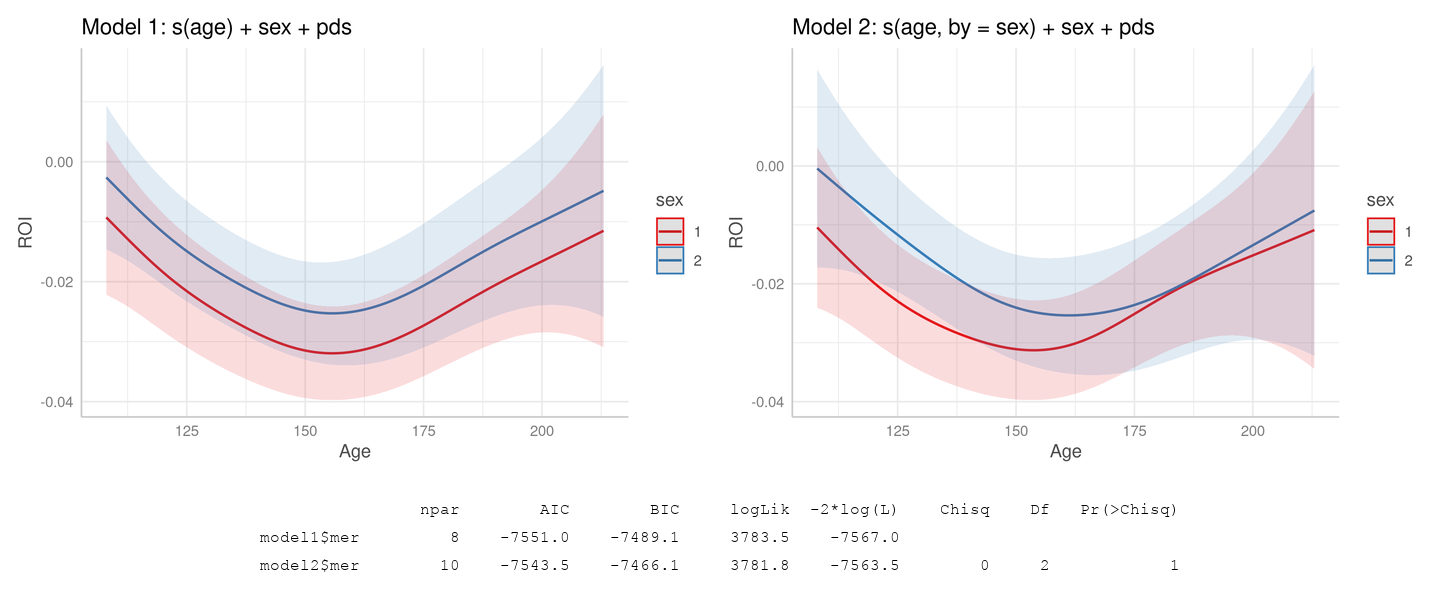 Model 1: s(age) + sex + pds
0.00
-0.02
-0.04
ROI
125 150 175 200
Age
sex
1
2
Model 2: s(age, by = sex) + sex + pds
0.00
-0.02
-0.04
ROI
125 150 175 200
Age
sex
1
2
npar AIC BIC logLik -2*log(L) Chisq Df Pr(>Chisq)
model1$mer 8 -7551.0 -7489.1 3783.5 -7567.0
model2$mer 10 -7543.5 -7466.1 3781.8 -7563.5 0 2 1